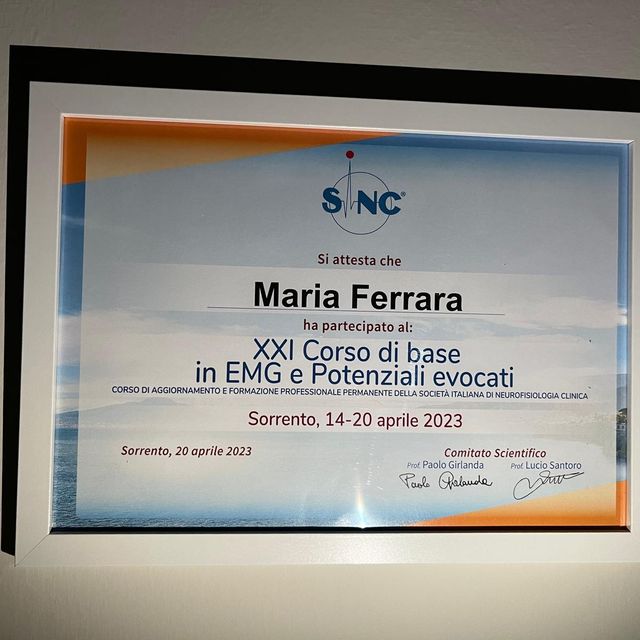 SINC®
Si attesta che
Maria Ferrara
ha partecipato al:
XXI Corso di base
in EMG e Potenziali evocati
CORSO DI AGGIORNAMENTO E FORMAZIONE PROFESSIONALE PERMANENTE DELLA SOCIETÀ ITALIANA DI NEUROFISIOLOGIA CLINICA
Sorrento, 14-20 aprile 2023
Sorrento, 20 aprile 2023
Comitato Scientifico
Prof. Paolo Girlanda Prof. Lucio Santoro
Paolo Girlanda